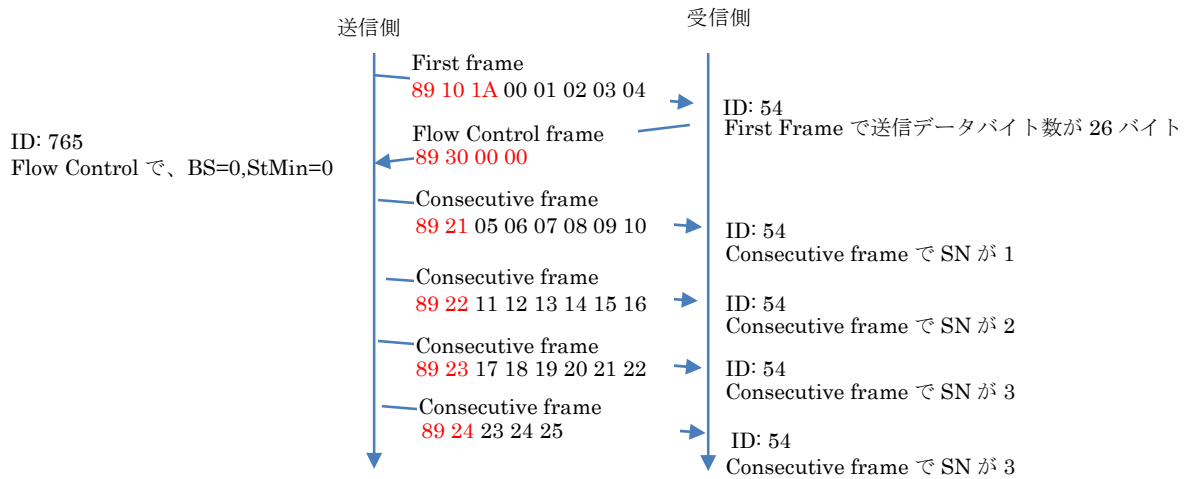 送信側
受信側
First frame
89 10 1A 00 01 02 03 04
ID: 54
First Frame で送信データバイト数が 26 バイト
Flow Control frame
89 30 00 00
ID: 765
Flow Control で、BS=0,StMin=0
Consecutive frame
89 21 05 06 07 08 09 10
ID: 54
Consecutive frame で SN が 1
Consecutive frame
89 22 11 12 13 14 15 16
ID: 54
Consecutive frame で SN が 2
Consecutive frame
89 23 17 18 19 20 21 22
ID: 54
Consecutive frame で SN が 3
Consecutive frame
89 24 23 24 25
ID: 54
Consecutive frame で SN が 3